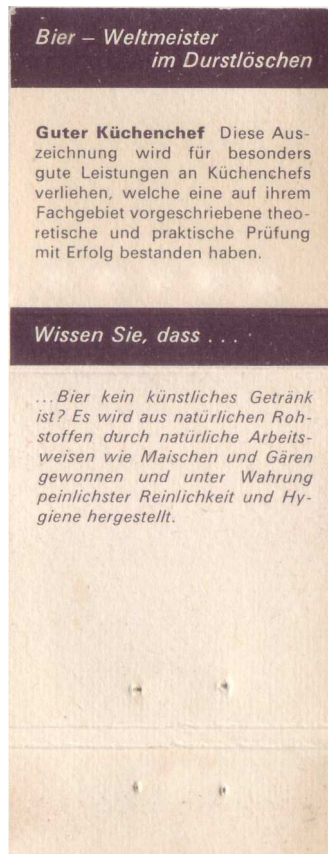 Bier – Weltmeister
im Durstlöschen
Guter Küchenchef Diese Aus-
zeichnung wird für besonders
gute Leistungen an Küchenchefs
verliehen, welche eine auf ihrem
Fachgebiet vorgeschriebene theo-
retische und praktische Prüfung
mit Erfolg bestanden haben.
Wissen Sie, dass . . .
...Bier kein künstliches Getränk
ist? Es wird aus natürlichen Roh-
stoffen durch natürliche Arbeits-
weisen wie Maischen und Gären
gewonnen und unter Wahrung
peinlichster Reinlichkeit und Hy-
giene hergestellt.